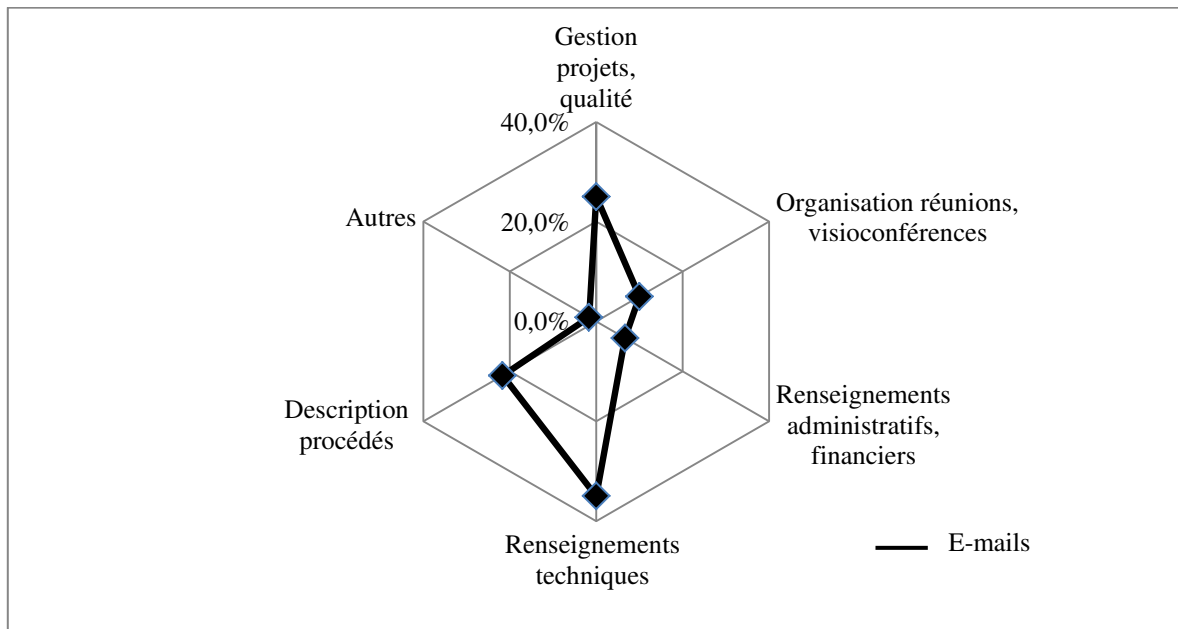 Gestion
projets,
qualité
40,0%
Organisation réunions,
visioconférences
Autres
20,0%
0,0%
Renseignements
administratifs,
financiers
Description
procédés
Renseignements
techniques
E-mails